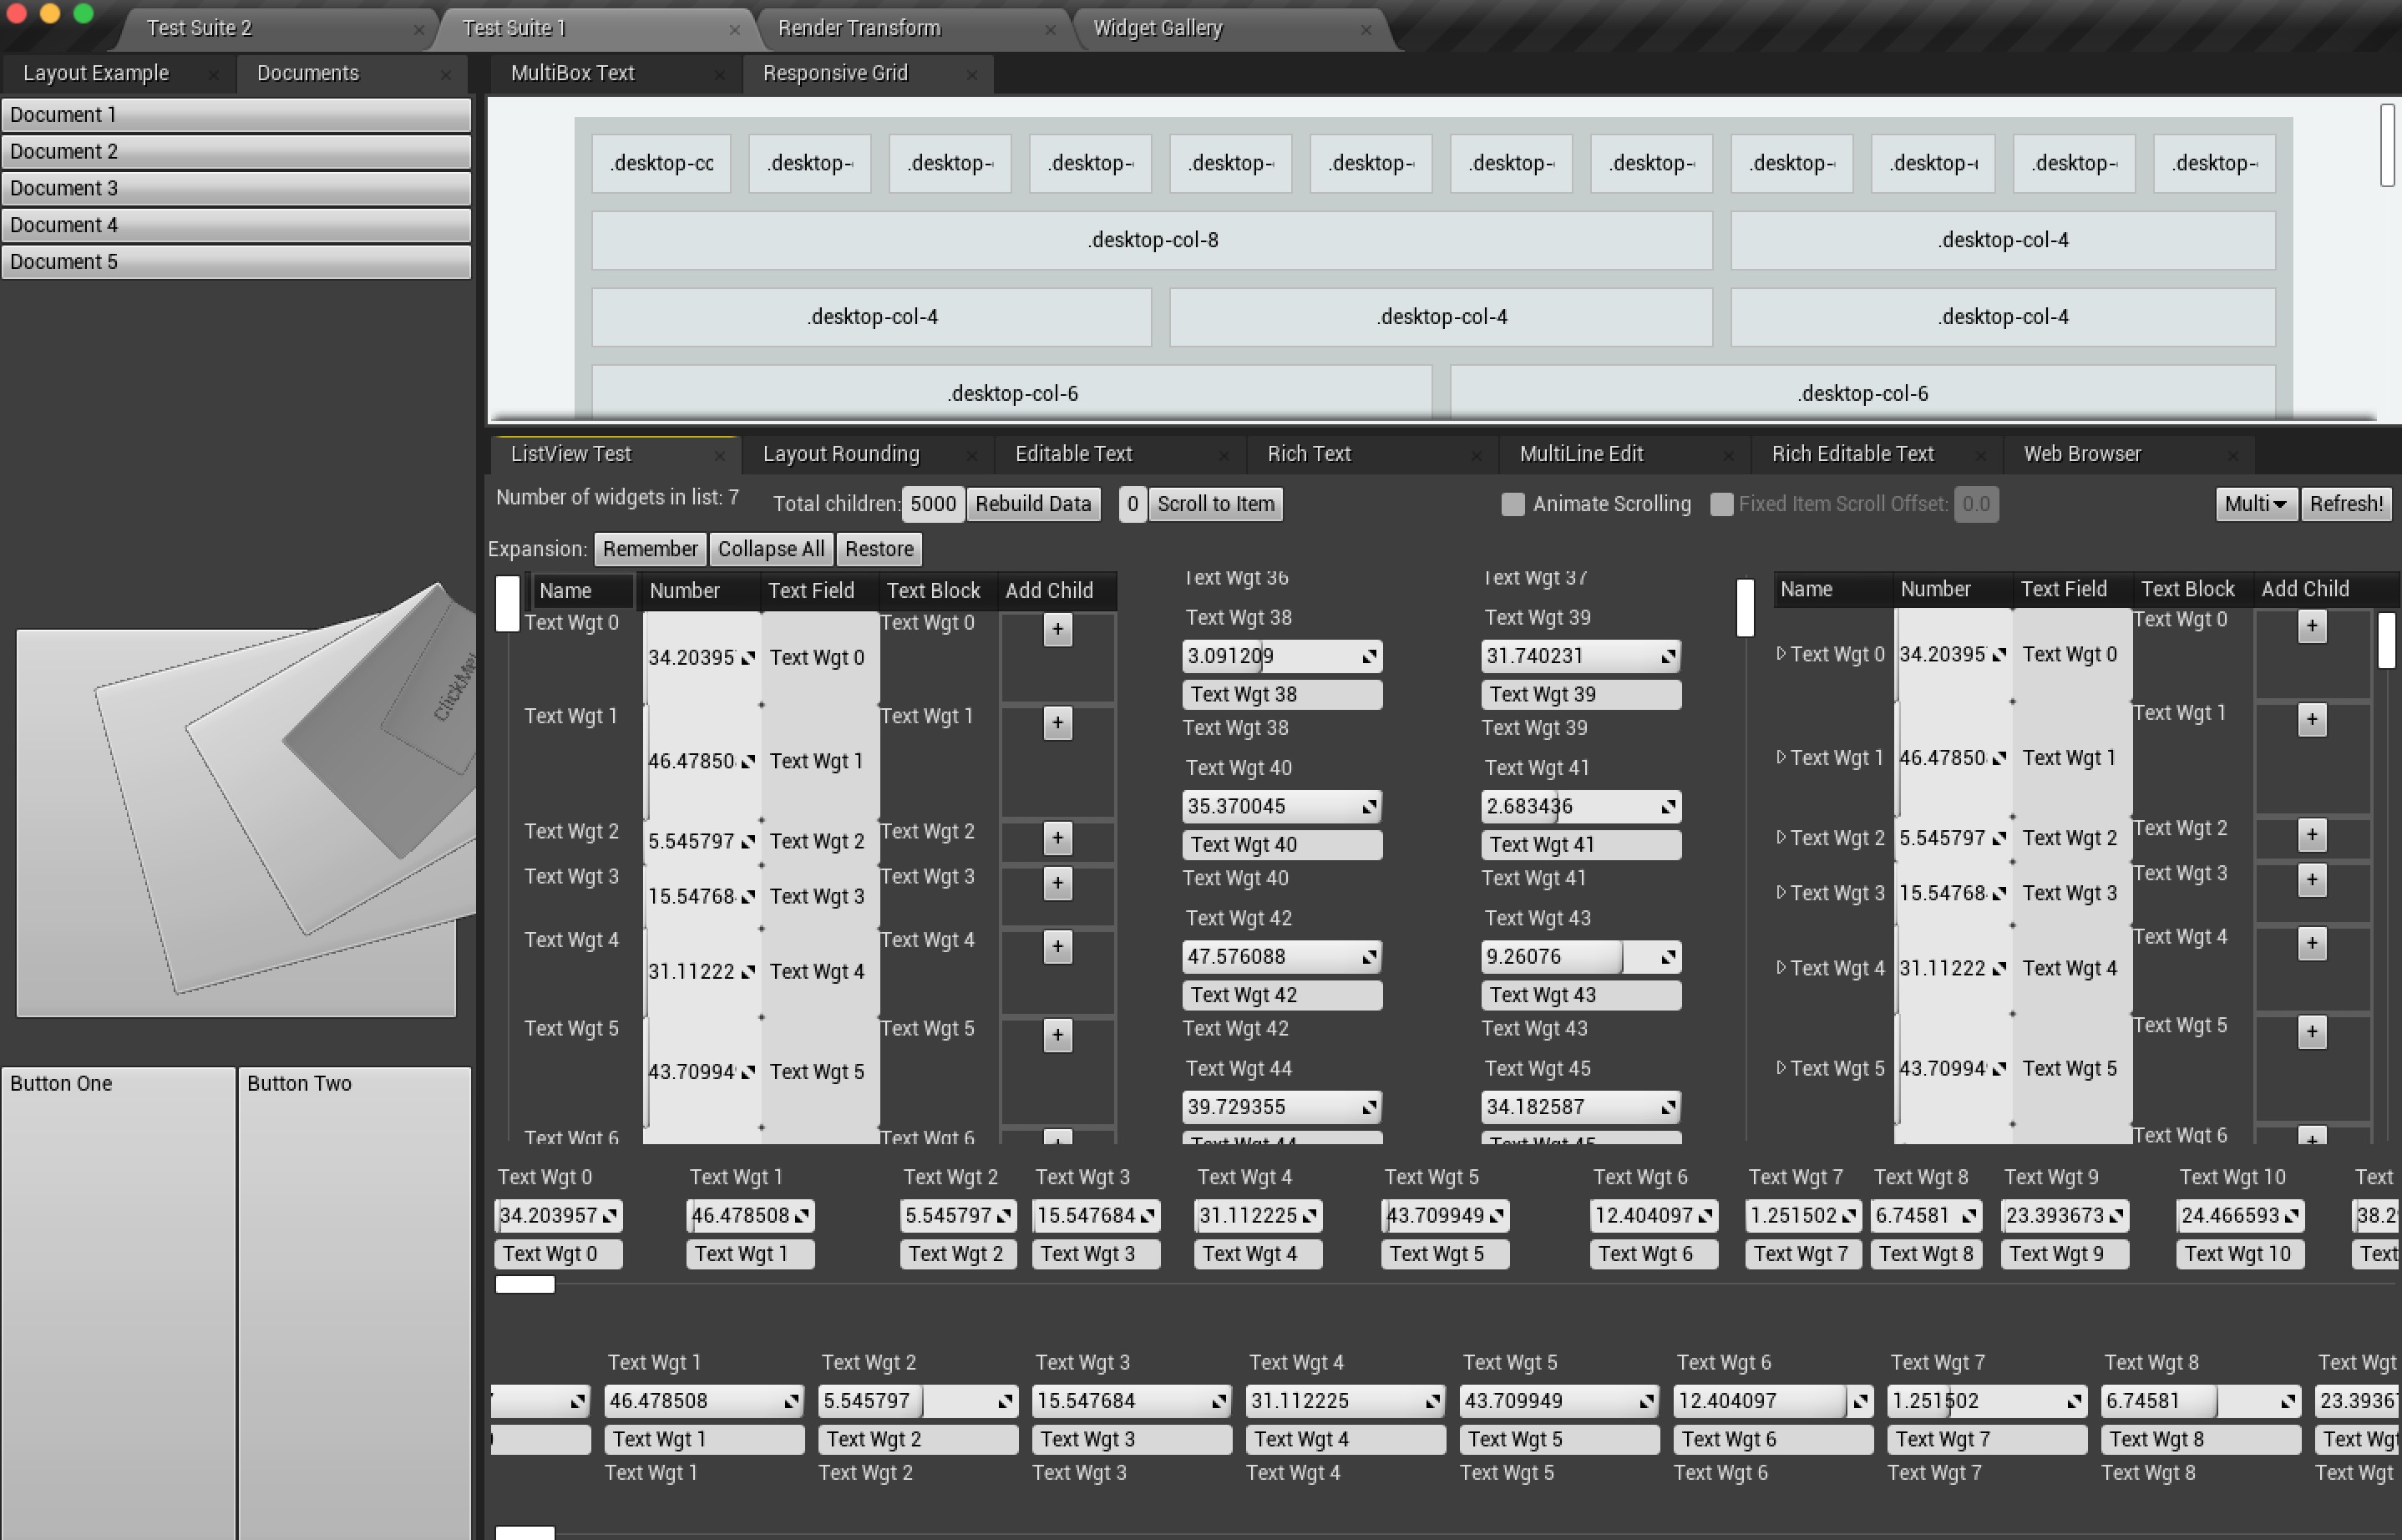 Test Suite 2
Test Suite 1
Render Transform
Widget Gallery
Layout Example
Documents
MultiBox Text
Responsive Grid
Document 1
Document 2
Document 3
Document 4
Document 5
.desktop-cc .desktop- .desktop- .desktop- .desktop- .desktop- .desktop- .desktop- .desktop- .desktop- .desktop- .desktop-
.desktop-col-8 .desktop-col-4
.desktop-col-4 .desktop-col-4 .desktop-col-4
.desktop-col-6 .desktop-col-6
ClickMe!
Button One
Button Two
ListView Test
Layout Rounding
Editable Text
Rich Text
MultiLine Edit
Rich Editable Text
Web Browser
Number of widgets in list: 7 Total children: 5000 Rebuild Data 0 Scroll to Item Animate Scrolling Fixed Item Scroll Offset: 0.0 Multi Refresh!
Expansion: Remember Collapse All Restore
Name Number Text Field Text Block Add Child
Text Wgt 0 34.20395 Text Wgt 0 Text Wgt 0 +
Text Wgt 1 46.47850 Text Wgt 1 Text Wgt 1 +
Text Wgt 2 5.545797 Text Wgt 2 Text Wgt 2 +
Text Wgt 3 15.54768 Text Wgt 3 Text Wgt 3 +
Text Wgt 4 31.11222 Text Wgt 4 Text Wgt 4 +
Text Wgt 5 43.70994 Text Wgt 5 Text Wgt 5 +
Text Wgt 6 Text Wgt 6 +
Text Wgt 36 Text Wgt 37
Text Wgt 38 Text Wgt 39
3.091209 31.740231
Text Wgt 38 Text Wgt 39
Text Wgt 38 Text Wgt 39
Text Wgt 40 Text Wgt 41
35.370045 2.683436
Text Wgt 40 Text Wgt 41
Text Wgt 40 Text Wgt 41
Text Wgt 42 Text Wgt 43
47.576088 9.26076
Text Wgt 42 Text Wgt 43
Text Wgt 42 Text Wgt 43
Text Wgt 44 Text Wgt 45
39.729355 34.182587
Text Wgt 44 Text Wgt 45
Name Number Text Field Text Block Add Child
Text Wgt 0 34.20395 Text Wgt 0 Text Wgt 0 +
Text Wgt 1 46.47850 Text Wgt 1 Text Wgt 1 +
Text Wgt 2 5.545797 Text Wgt 2 Text Wgt 2 +
Text Wgt 3 15.54768 Text Wgt 3 Text Wgt 3 +
Text Wgt 4 31.11222 Text Wgt 4 Text Wgt 4 +
Text Wgt 5 43.70994 Text Wgt 5 Text Wgt 5 +
Text Wgt 6 +
Text Wgt 0 Text Wgt 1 Text Wgt 2 Text Wgt 3 Text Wgt 4 Text Wgt 5 Text Wgt 6 Text Wgt 7 Text Wgt 8 Text Wgt 9 Text Wgt 10 Text
34.203957 46.478508 5.545797 15.547684 31.112225 43.709949 12.404097 1.251502 6.74581 23.393673 24.466593 38.2
Text Wgt 0 Text Wgt 1 Text Wgt 2 Text Wgt 3 Text Wgt 4 Text Wgt 5 Text Wgt 6 Text Wgt 7 Text Wgt 8 Text Wgt 9 Text Wgt 10 Text
Text Wgt 1 Text Wgt 2 Text Wgt 3 Text Wgt 4 Text Wgt 5 Text Wgt 6 Text Wgt 7 Text Wgt 8 Text Wgt
46.478508 5.545797 15.547684 31.112225 43.709949 12.404097 1.251502 6.74581 23.3936
Text Wgt 1 Text Wgt 2 Text Wgt 3 Text Wgt 4 Text Wgt 5 Text Wgt 6 Text Wgt 7 Text Wgt 8 Text Wgt
Text Wgt 1 Text Wgt 2 Text Wgt 3 Text Wgt 4 Text Wgt 5 Text Wgt 6 Text Wgt 7 Text Wgt 8 Text Wgt